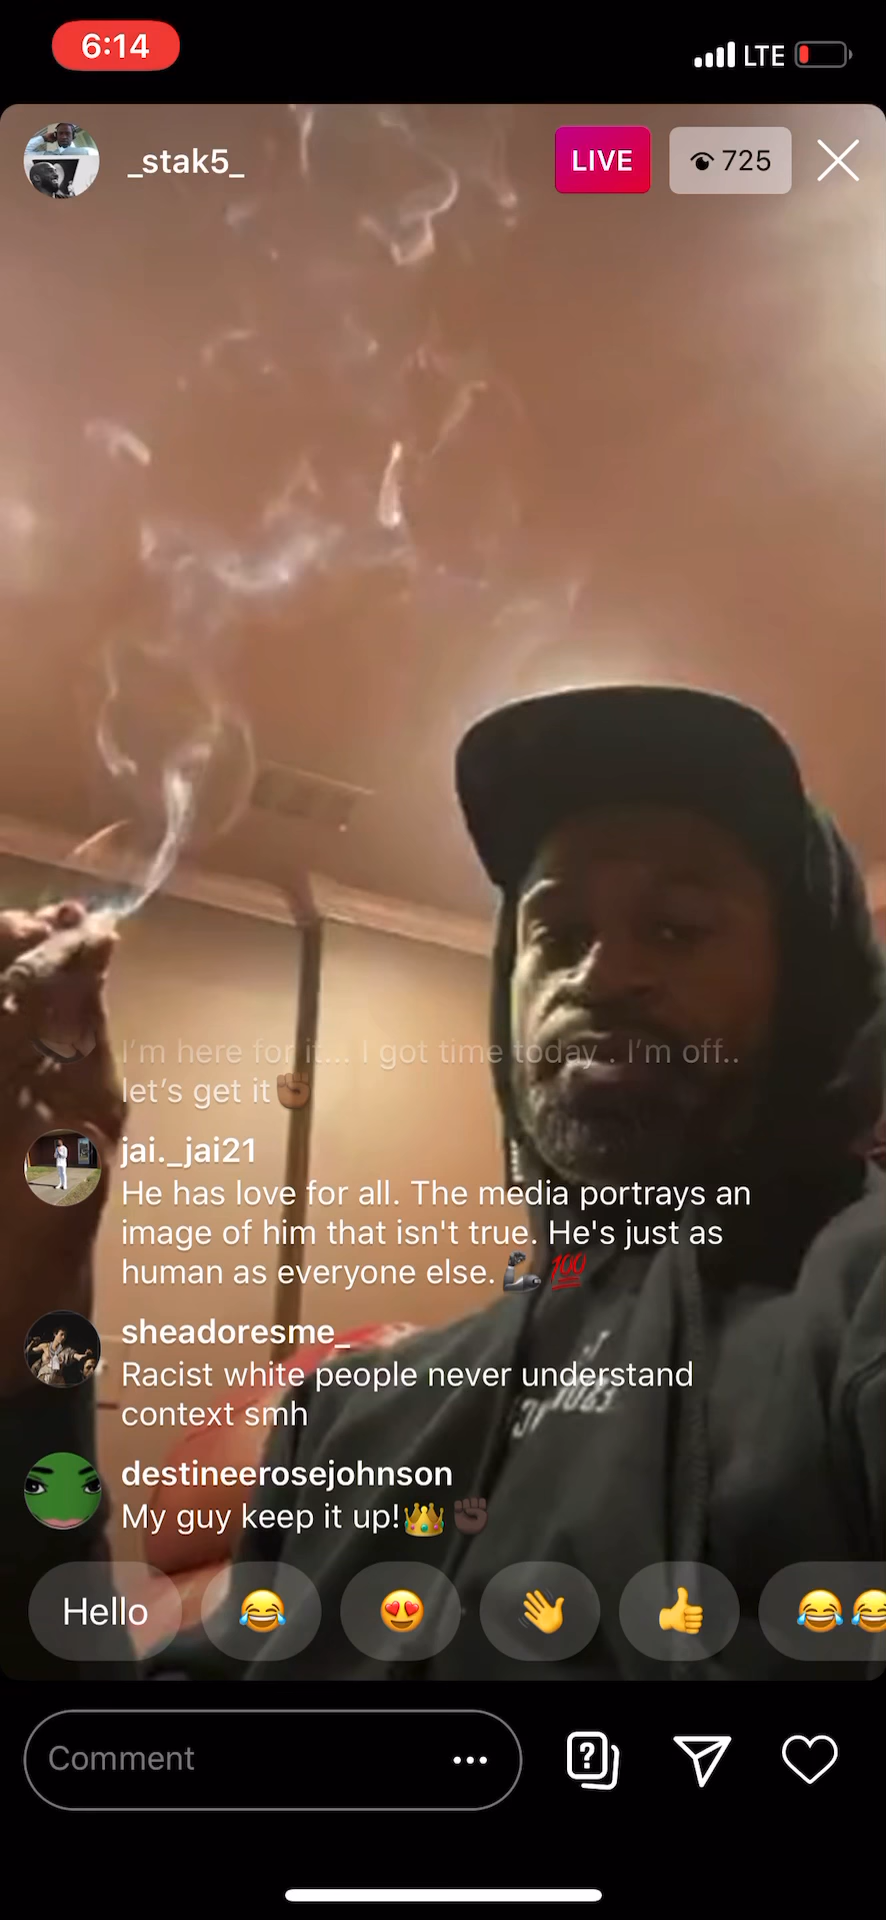 6:14
LTE
_stak5_
LIVE
725
I'm here for it... I got time today . I'm off..
let's get it✊🏾
jai._jai21
He has love for all. The media portrays an
image of him that isn't true. He's just as
human as everyone else.🦾💯
sheadoresme_
Racist white people never understand
context smh
destineerosejohnson
My guy keep it up!👑✊🏿
Hello
😂
😍
👋
👍
😂😂
Comment